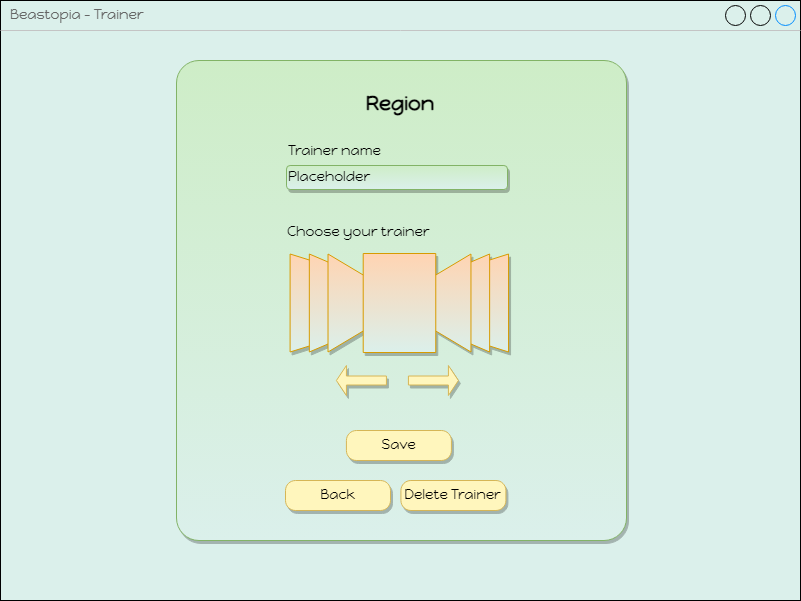 Beastopia - Trainer
Region
Trainer name
Placeholder
Choose your trainer
Save
Back
Delete Trainer